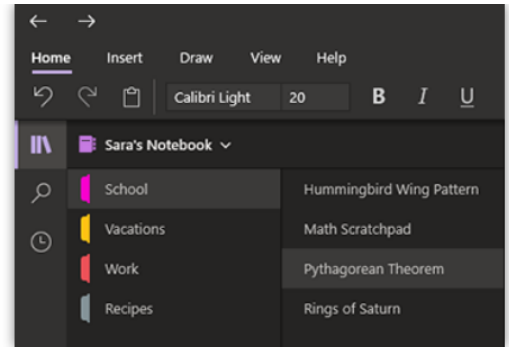 Home Insert Draw View Help
Calibri Light 20 B I U
Sara's Notebook
School Hummingbird Wing Pattern
Vacations Math Scratchpad
Work Pythagorean Theorem
Recipes Rings of Saturn